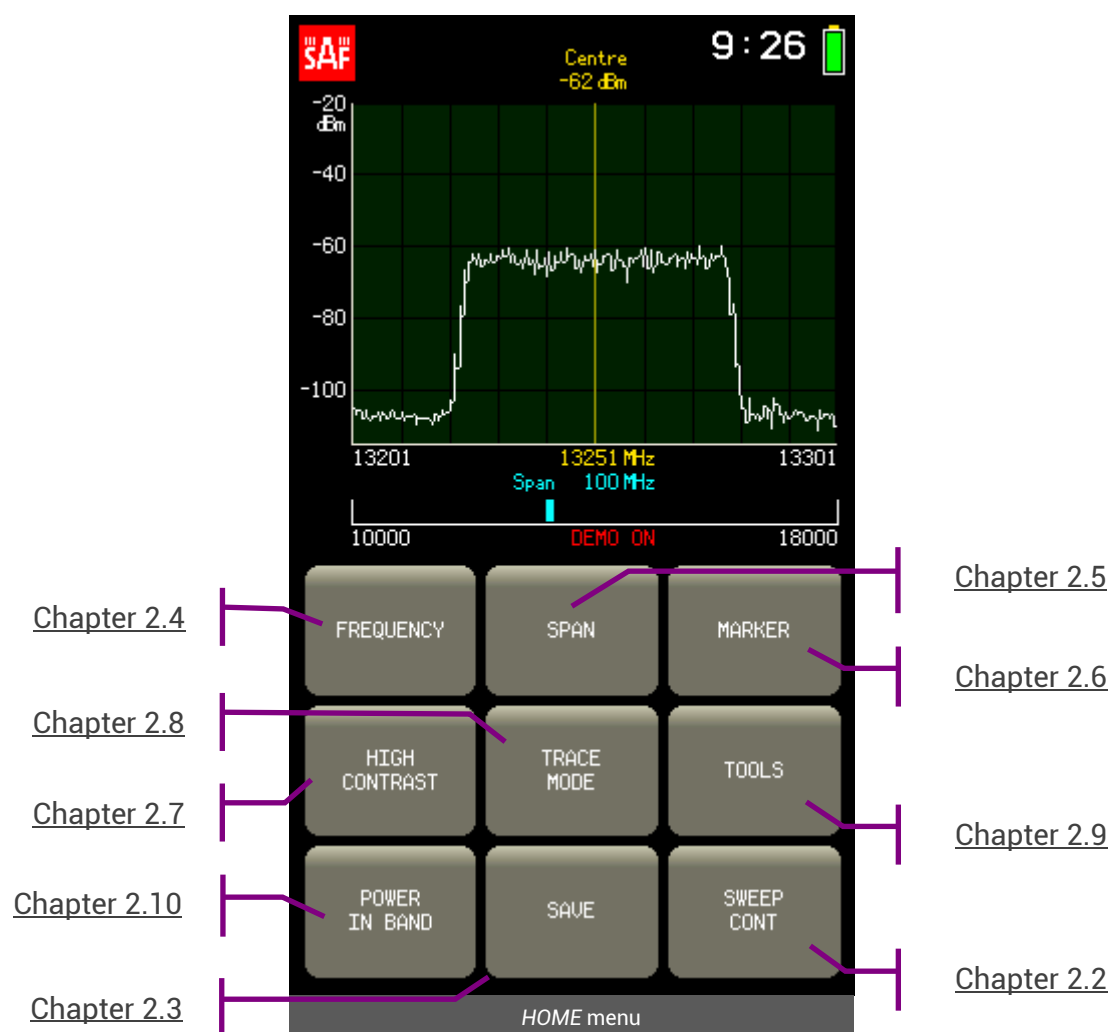 SAF
9:26
Centre
-62 dBm
-20
dBm
-40
-60
-80
-100
13201 13251 MHz 13301
Span 100 MHz
10000 DEMO ON 18000
Chapter 2.5
Chapter 2.4
FREQUENCY
SPAN
MARKER
Chapter 2.6
Chapter 2.8
HIGH
CONTRAST
TRACE
MODE
TOOLS
Chapter 2.7
Chapter 2.9
Chapter 2.10
POWER
IN BAND
SAVE
SWEEP
CONT
Chapter 2.2
Chapter 2.3
HOME menu